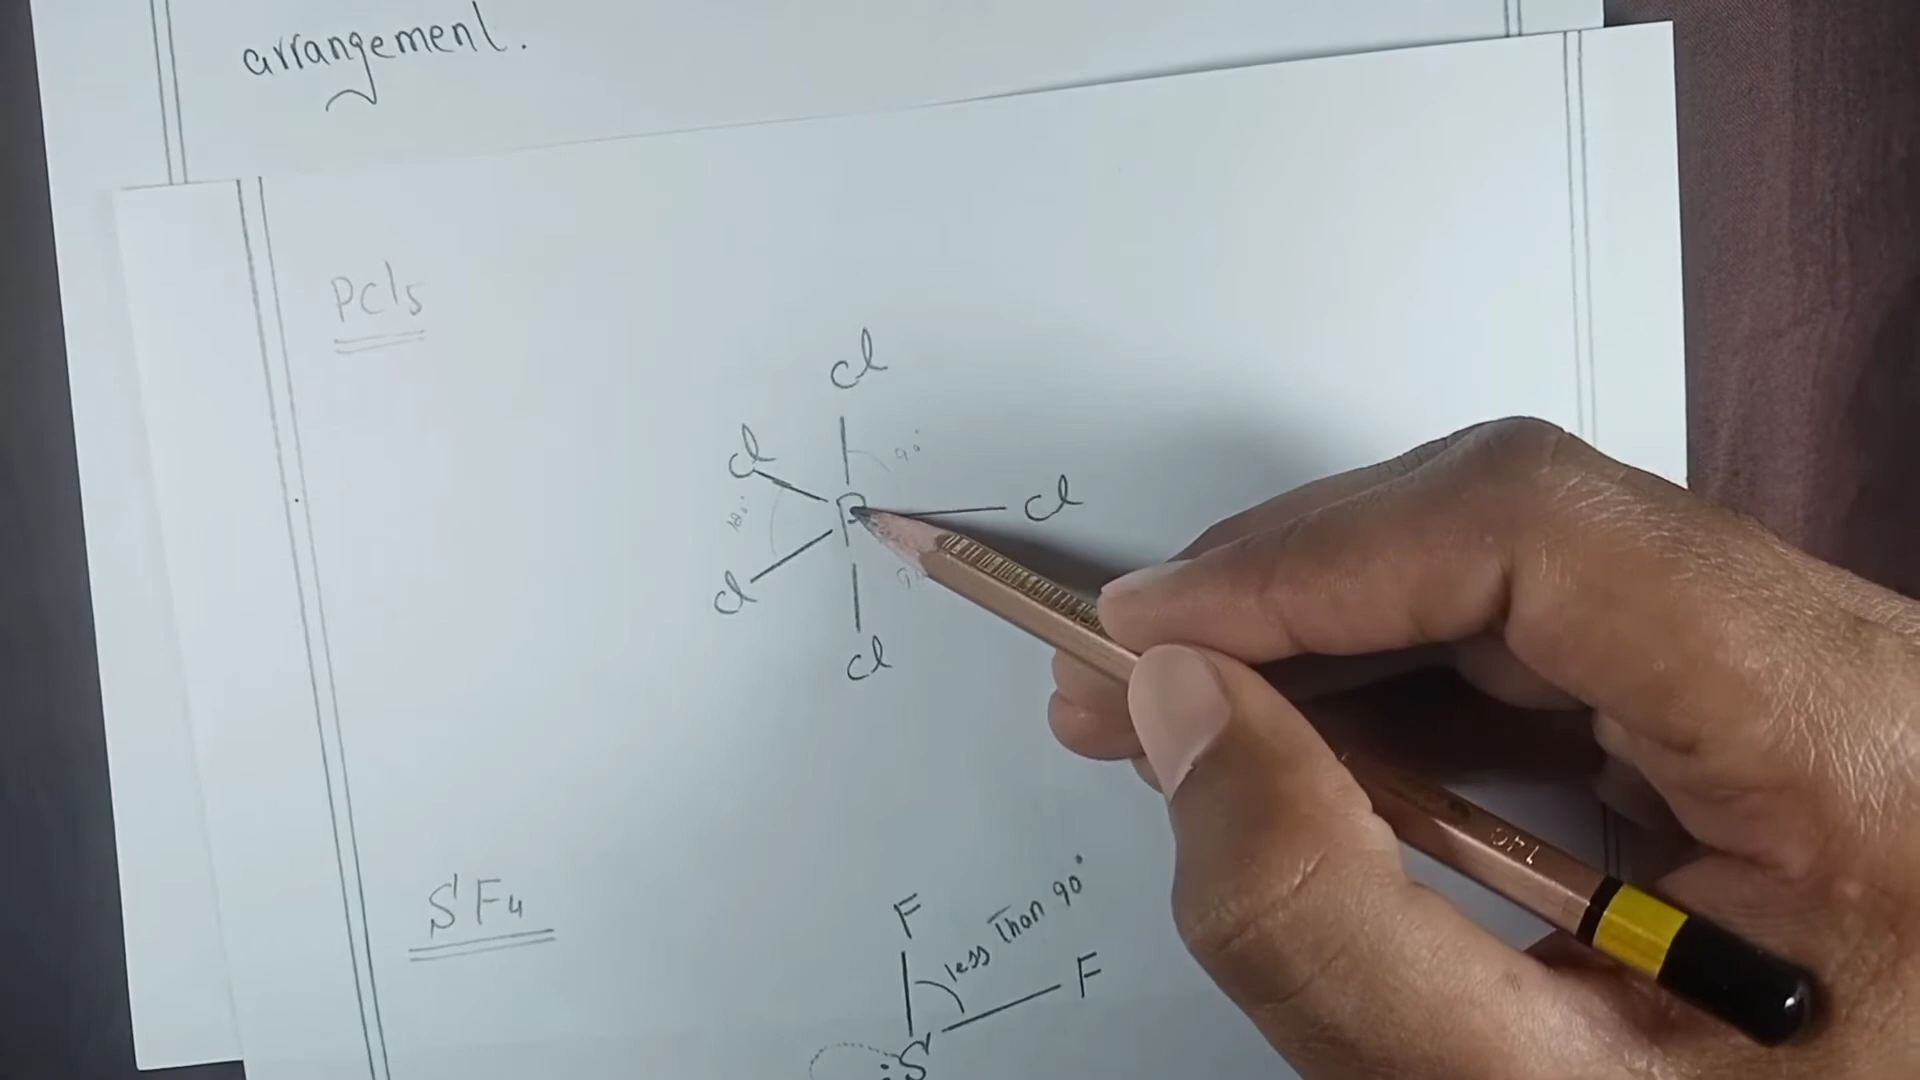 arrangement.
PCl5
Cl
Cl
90°
P
Cl
Cl
Cl
SF4
F
less Than 90°
F
S